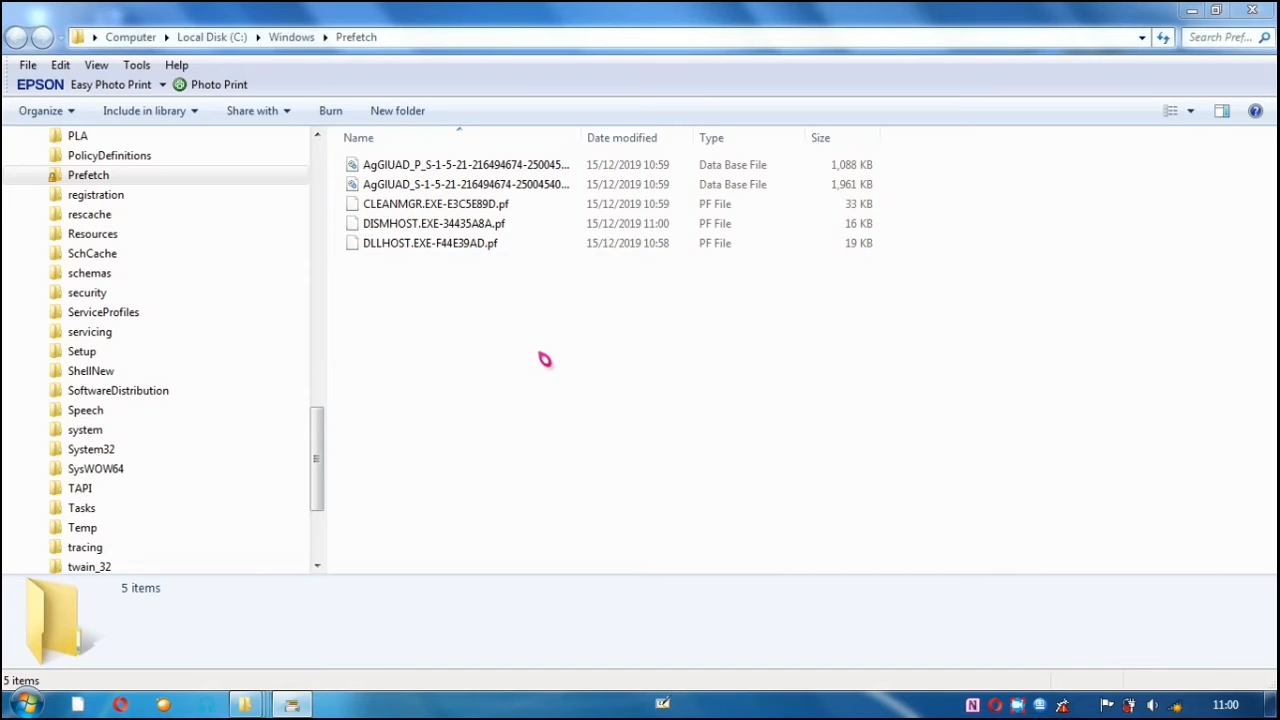 Computer Local Disk (C:) Windows Prefetch Search Pref...
File Edit View Tools Help
EPSON Easy Photo Print Photo Print
Organize Include in library Share with Burn New folder
Name Date modified Type Size
PLA
PolicyDefinitions
Prefetch
registration
rescache
Resources
SchCache
schemas
security
ServiceProfiles
servicing
Setup
ShellNew
SoftwareDistribution
Speech
system
System32
SysWOW64
TAPI
Tasks
Temp
tracing
twain_32
AgGlUAD_P_S-1-5-21-216494674-250045... 15/12/2019 10:59 Data Base File 1,088 KB
AgGlUAD_S-1-5-21-216494674-25004540... 15/12/2019 10:59 Data Base File 1,961 KB
CLEANMGR.EXE-E3C5E89D.pf 15/12/2019 10:59 PF File 33 KB
DISMHOST.EXE-34435A8A.pf 15/12/2019 11:00 PF File 16 KB
DLLHOST.EXE-F44E39AD.pf 15/12/2019 10:58 PF File 19 KB
5 items
5 items
11:00